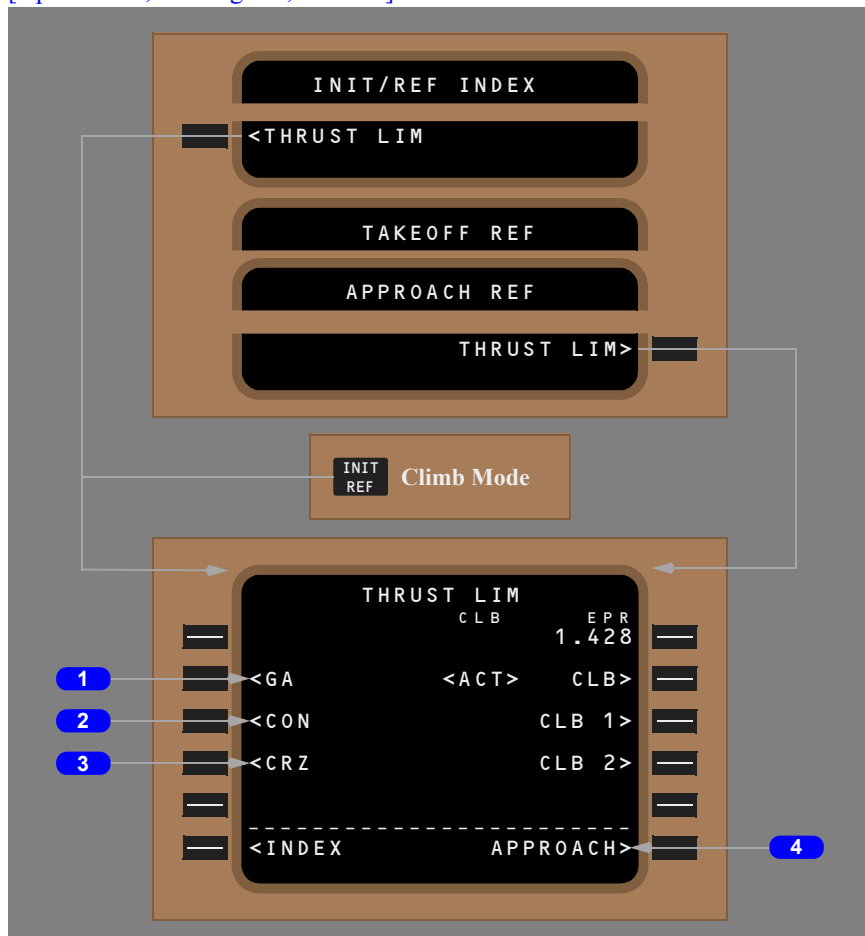 INIT/REF INDEX
<THRUST LIM
TAKEOFF REF
APPROACH REF
THRUST LIM>
INIT REF
Climb Mode
THRUST LIM
CLB EPR
1.428
1 <GA <ACT> CLB>
2 <CON CLB 1>
3 <CRZ CLB 2>
<INDEX APPROACH> 4